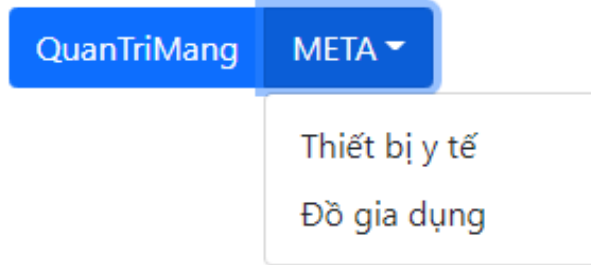 QuanTriMang META
Thiết bị y tế
Đồ gia dụng